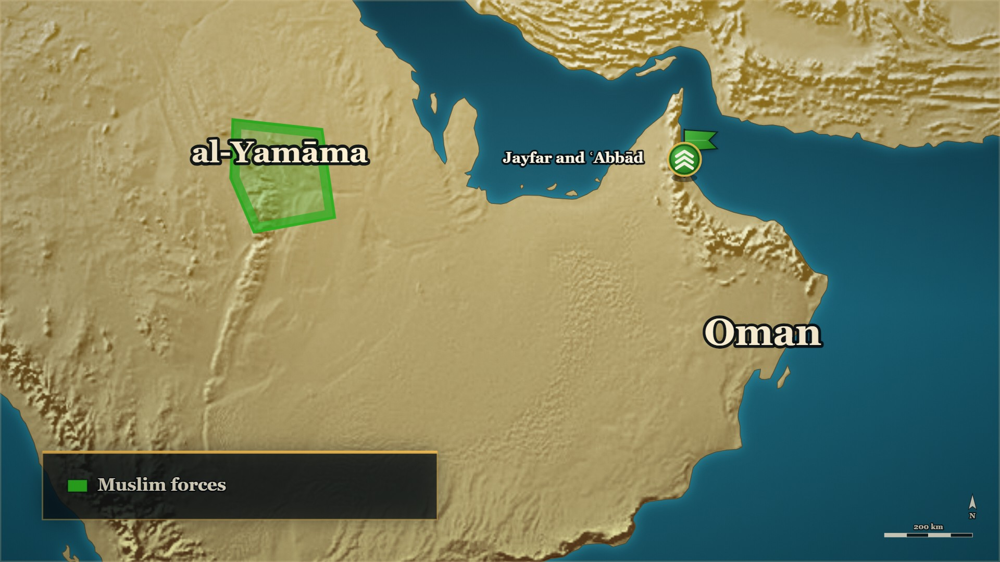 al-Yamāma
Jayfar and ʿAbbād
Oman
Muslim forces
N
200 km